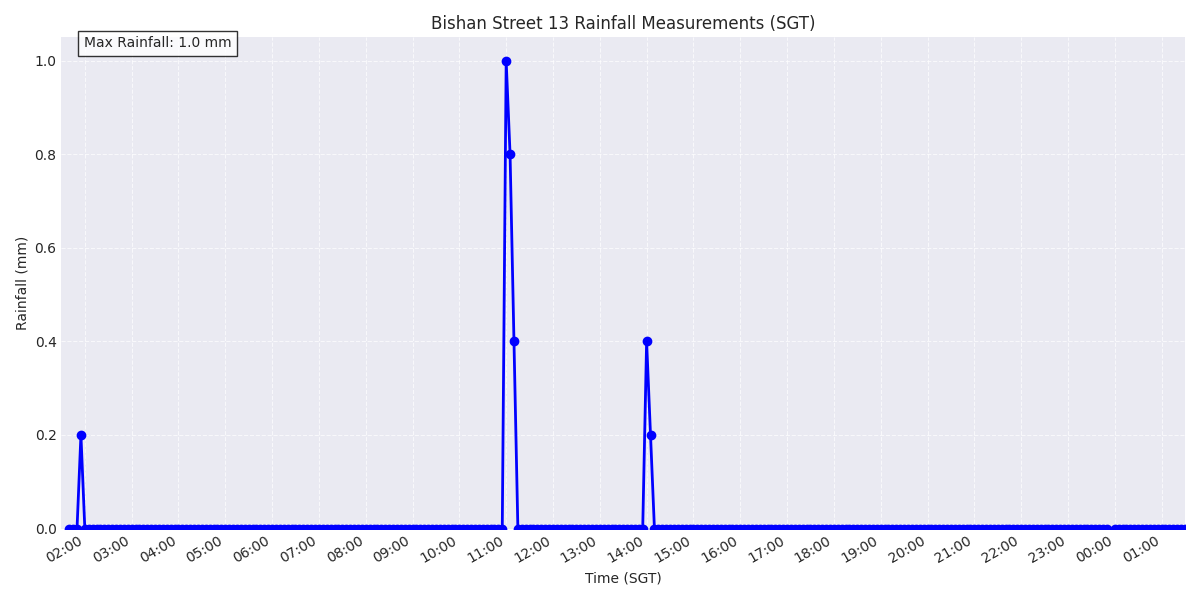 Bishan Street 13 Rainfall Measurements (SGT)
Max Rainfall: 1.0 mm
Rainfall (mm)
1.0
0.8
0.6
0.4
0.2
0.0
02:00 03:00 04:00 05:00 06:00 07:00 08:00 09:00 10:00 11:00 12:00 13:00 14:00 15:00 16:00 17:00 18:00 19:00 20:00 21:00 22:00 23:00 00:00 01:00
Time (SGT)